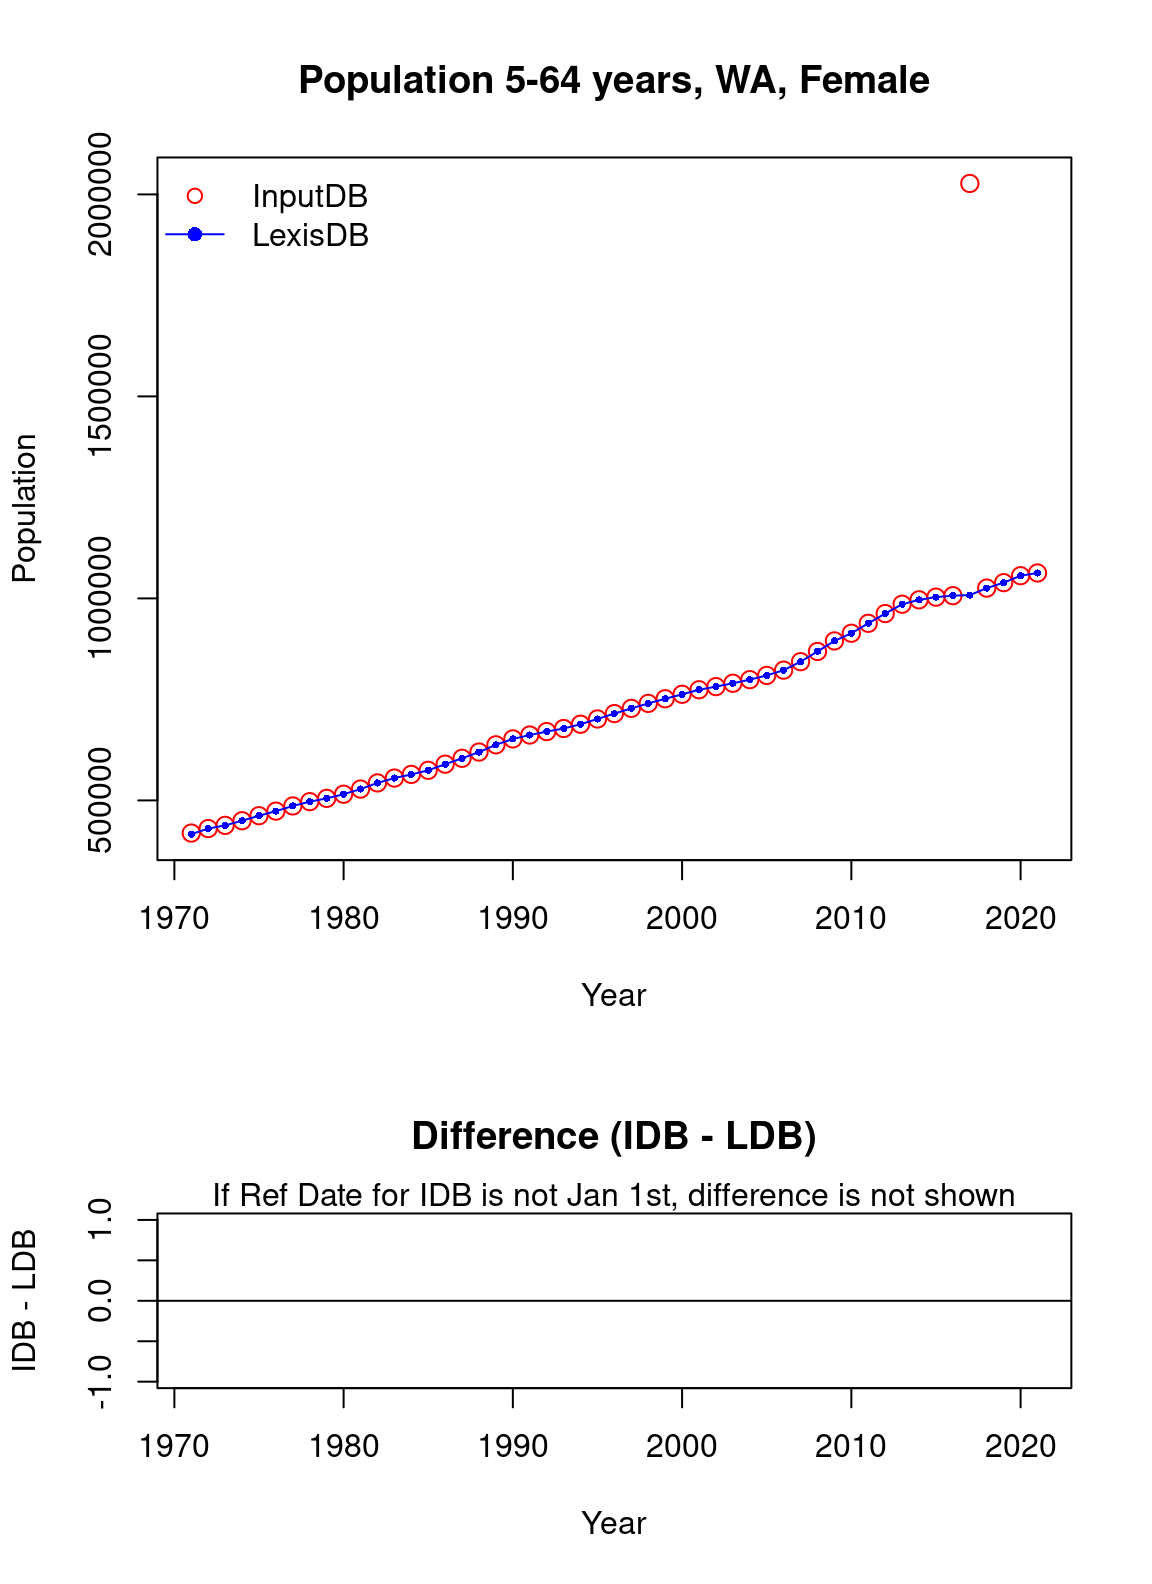 Population 5-64 years, WA, Female
InputDB
LexisDB
Population
2000000
1500000
1000000
500000
1970 1980 1990 2000 2010 2020
Year
Difference (IDB - LDB)
If Ref Date for IDB is not Jan 1st, difference is not shown
IDB - LDB
1.0
0.0
-1.0
1970 1980 1990 2000 2010 2020
Year